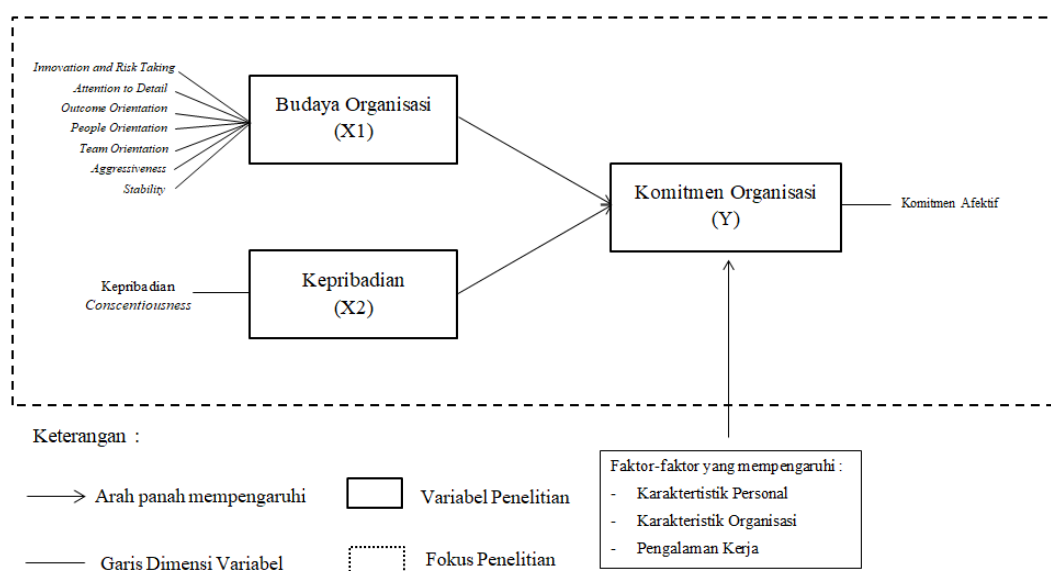 Innovation and Risk Taking
Attention to Detail
Outcome Orientation
People Orientation
Team Orientation
Aggressiveness
Stability
Budaya Organisasi
(X1)
Komitmen Organisasi
(Y)
Komitmen Afektif
Kepribadian
Conscentiousness
Kepribadian
(X2)
Keterangan :
Arah panah mempengaruhi
Variabel Penelitian
Garis Dimensi Variabel
Fokus Penelitian
Faktor-faktor yang mempengaruhi :
- Karaktertistik Personal
- Karakteristik Organisasi
- Pengalaman Kerja